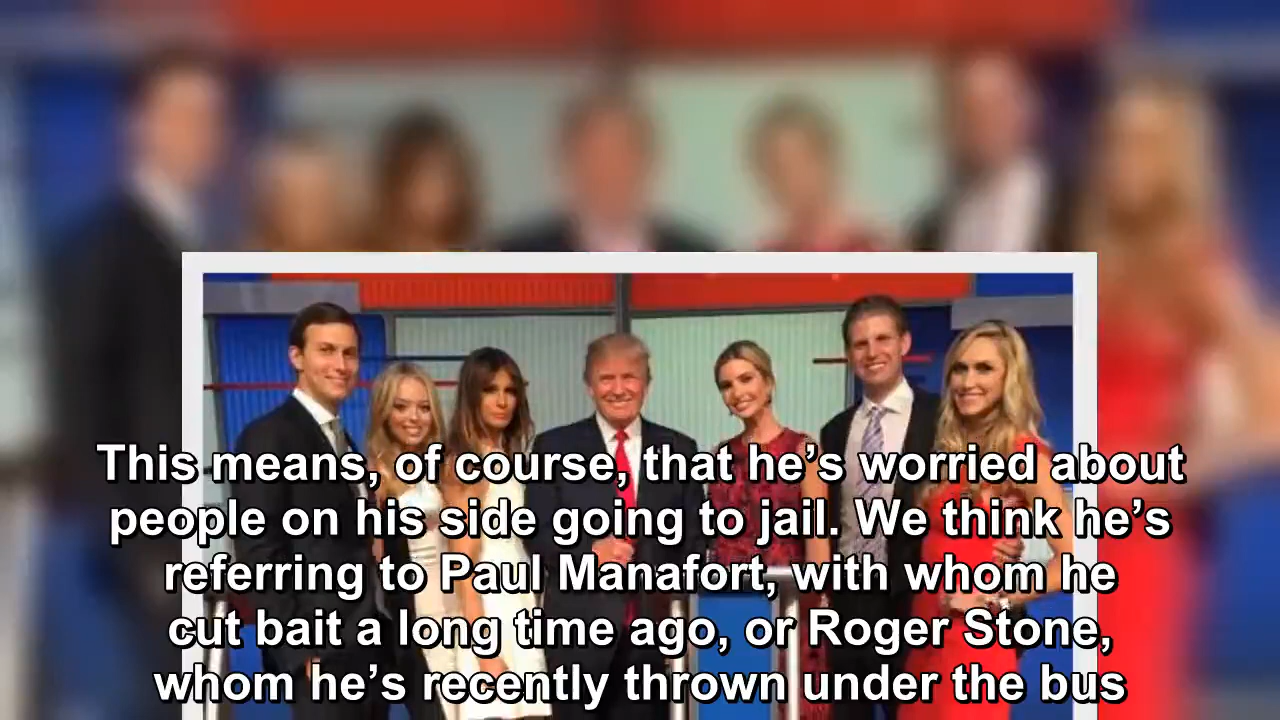 This means, of course, that he’s worried about
people on his side going to jail. We think he’s
referring to Paul Manafort, with whom he
cut bait a long time ago, or Roger Stone,
whom he’s recently thrown under the bus